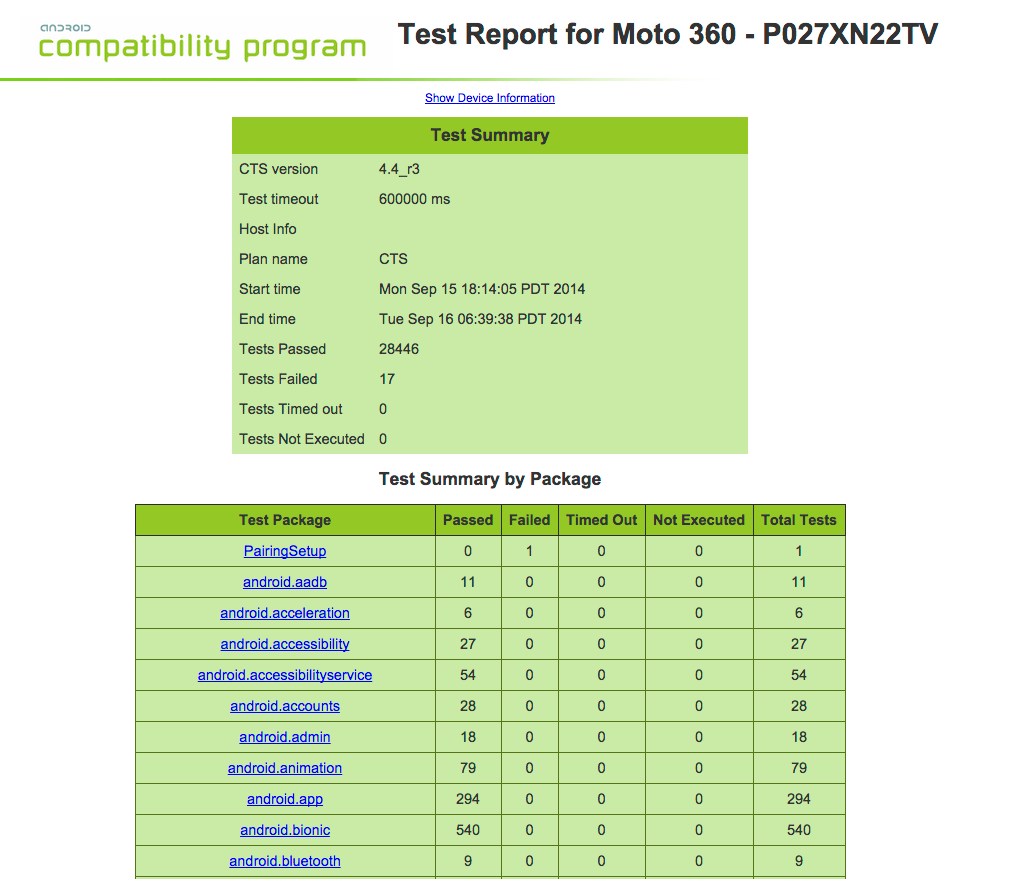 ANDROID
compatibility program
Test Report for Moto 360 - P027XN22TV
Show Device Information
Test Summary
CTS version 4.4_r3
Test timeout 600000 ms
Host Info
Plan name CTS
Start time Mon Sep 15 18:14:05 PDT 2014
End time Tue Sep 16 06:39:38 PDT 2014
Tests Passed 28446
Tests Failed 17
Tests Timed out 0
Tests Not Executed 0
Test Summary by Package
Test Package Passed Failed Timed Out Not Executed Total Tests
PairingSetup 0 1 0 0 1
android.aadb 11 0 0 0 11
android.acceleration 6 0 0 0 6
android.accessibility 27 0 0 0 27
android.accessibilityservice 54 0 0 0 54
android.accounts 28 0 0 0 28
android.admin 18 0 0 0 18
android.animation 79 0 0 0 79
android.app 294 0 0 0 294
android.bionic 540 0 0 0 540
android.bluetooth 9 0 0 0 9